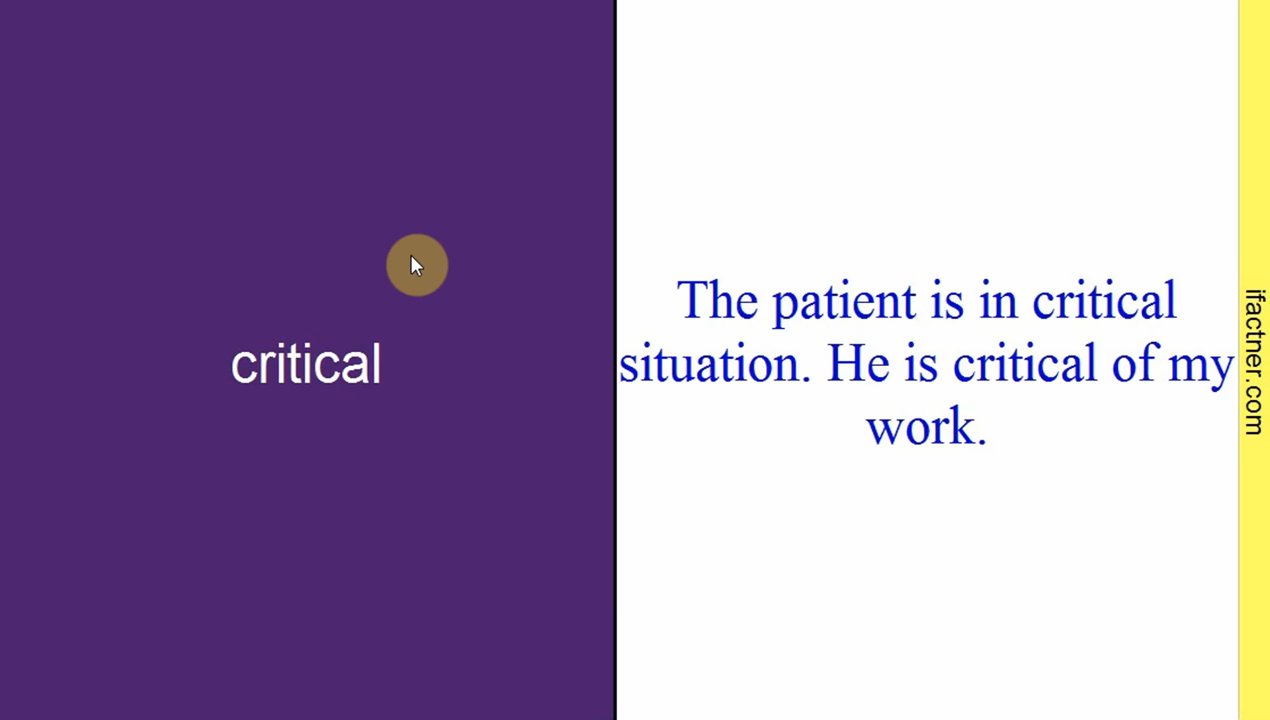 critical
The patient is in critical
situation. He is critical of my
work.
ifactner.com